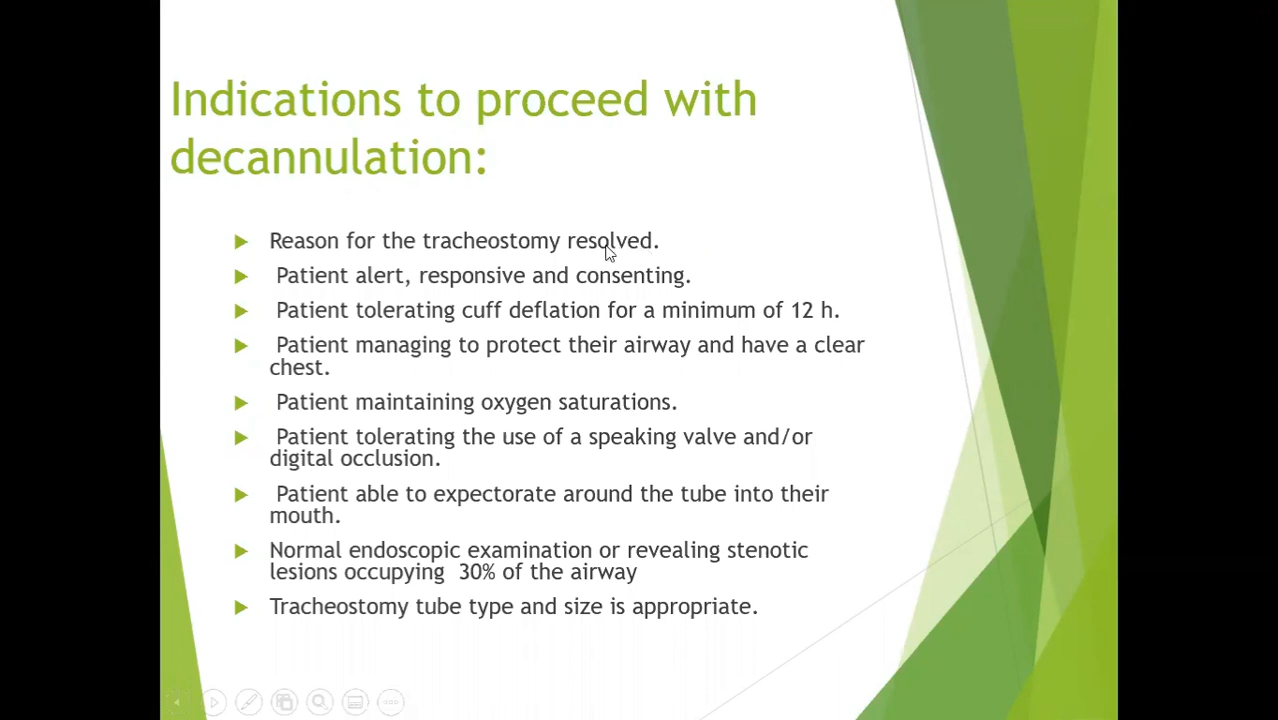 Indications to proceed with
decannulation:
Reason for the tracheostomy resolved.
Patient alert, responsive and consenting.
Patient tolerating cuff deflation for a minimum of 12 h.
Patient managing to protect their airway and have a clear
chest.
Patient maintaining oxygen saturations.
Patient tolerating the use of a speaking valve and/or
digital occlusion.
Patient able to expectorate around the tube into their
mouth.
Normal endoscopic examination or revealing stenotic
lesions occupying  30% of the airway
Tracheostomy tube type and size is appropriate.